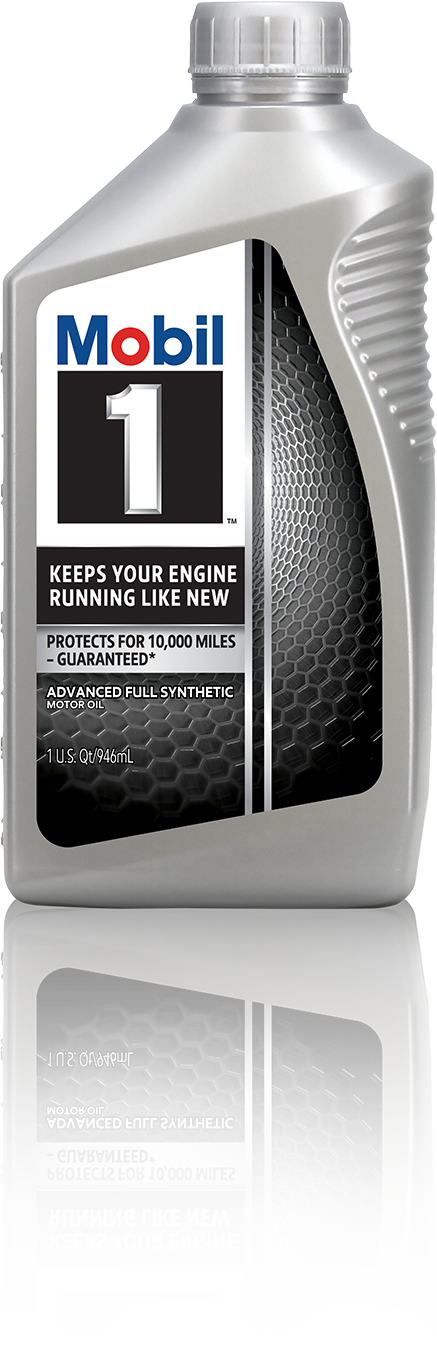 Mobil
1
™
KEEPS YOUR ENGINE
RUNNING LIKE NEW
PROTECTS FOR 10,000 MILES
– GUARANTEED*
ADVANCED FULL SYNTHETIC
MOTOR OIL
1 U.S. Qt/946mL